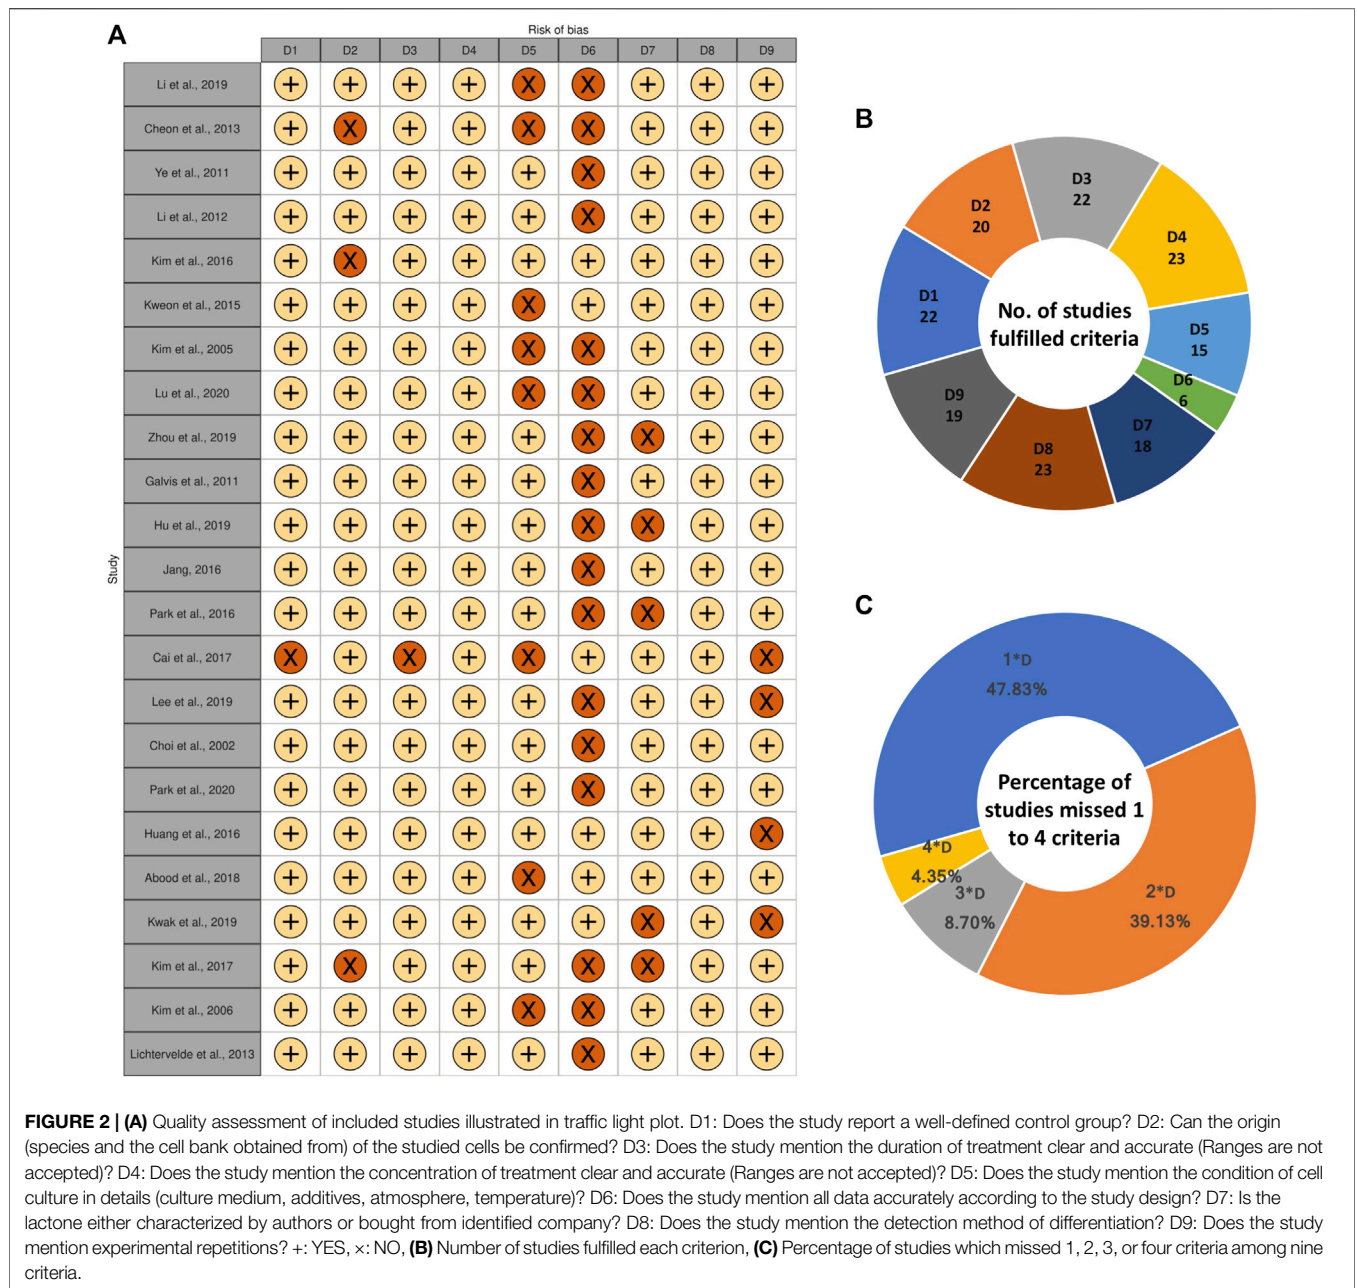 A
Risk of bias
D1 D2 D3 D4 D5 D6 D7 D8 D9
Study
Li et al., 2019 + + + + X X + + +
Cheon et al., 2013 + X + + X X + + +
Ye et al., 2011 + + + + + X + + +
Li et al., 2012 + + + + + X + + +
Kim et al., 2016 + X + + + + + + +
Kweon et al., 2015 + + + + X + + + +
Kim et al., 2005 + + + + X X + + +
Lu et al., 2020 + + + + X X + + +
Zhou et al., 2019 + + + + + X X + +
Galvis et al., 2011 + + + + + X + + +
Hu et al., 2019 + + + + + X X + +
Jang, 2016 + + + + + X + + +
Park et al., 2016 + + + + + X X + +
Cai et al., 2017 X + X + X + + + X
Lee et al., 2019 + + + + + X + + X
Choi et al., 2002 + + + + + X + + +
Park et al., 2020 + + + + + X + + +
Huang et al., 2016 + + + + + + + + X
Abood et al., 2018 + + + + X + + + +
Kwak et al., 2019 + + + + + + X + X
Kim et al., 2017 + X + + + X X + +
Kim et al., 2006 + + + + X X + + +
Lichtervelde et al., 2013 + + + + + X + + +
B
D3
22
D2
20
D4
23
D1
22
No. of studies
fulfilled criteria
D5
15
D6
6
D9
19
D7
18
D8
23
C
1*D
47.83%
Percentage of
studies missed 1
to 4 criteria
4*D
4.35%
3*D
8.70%
2*D
39.13%
FIGURE 2 | (A) Quality assessment of included studies illustrated in traffic light plot. D1: Does the study report a well-defined control group? D2: Can the origin
(species and the cell bank obtained from) of the studied cells be confirmed? D3: Does the study mention the duration of treatment clear and accurate (Ranges are not
accepted)? D4: Does the study mention the concentration of treatment clear and accurate (Ranges are not accepted)? D5: Does the study mention the condition of cell
culture in details (culture medium, additives, atmosphere, temperature)? D6: Does the study mention all data accurately according to the study design? D7: Is the
lactone either characterized by authors or bought from identified company? D8: Does the study mention the detection method of differentiation? D9: Does the study
mention experimental repetitions? +: YES, ×: NO, (B) Number of studies fulfilled each criterion, (C) Percentage of studies which missed 1, 2, 3, or four criteria among nine
criteria.